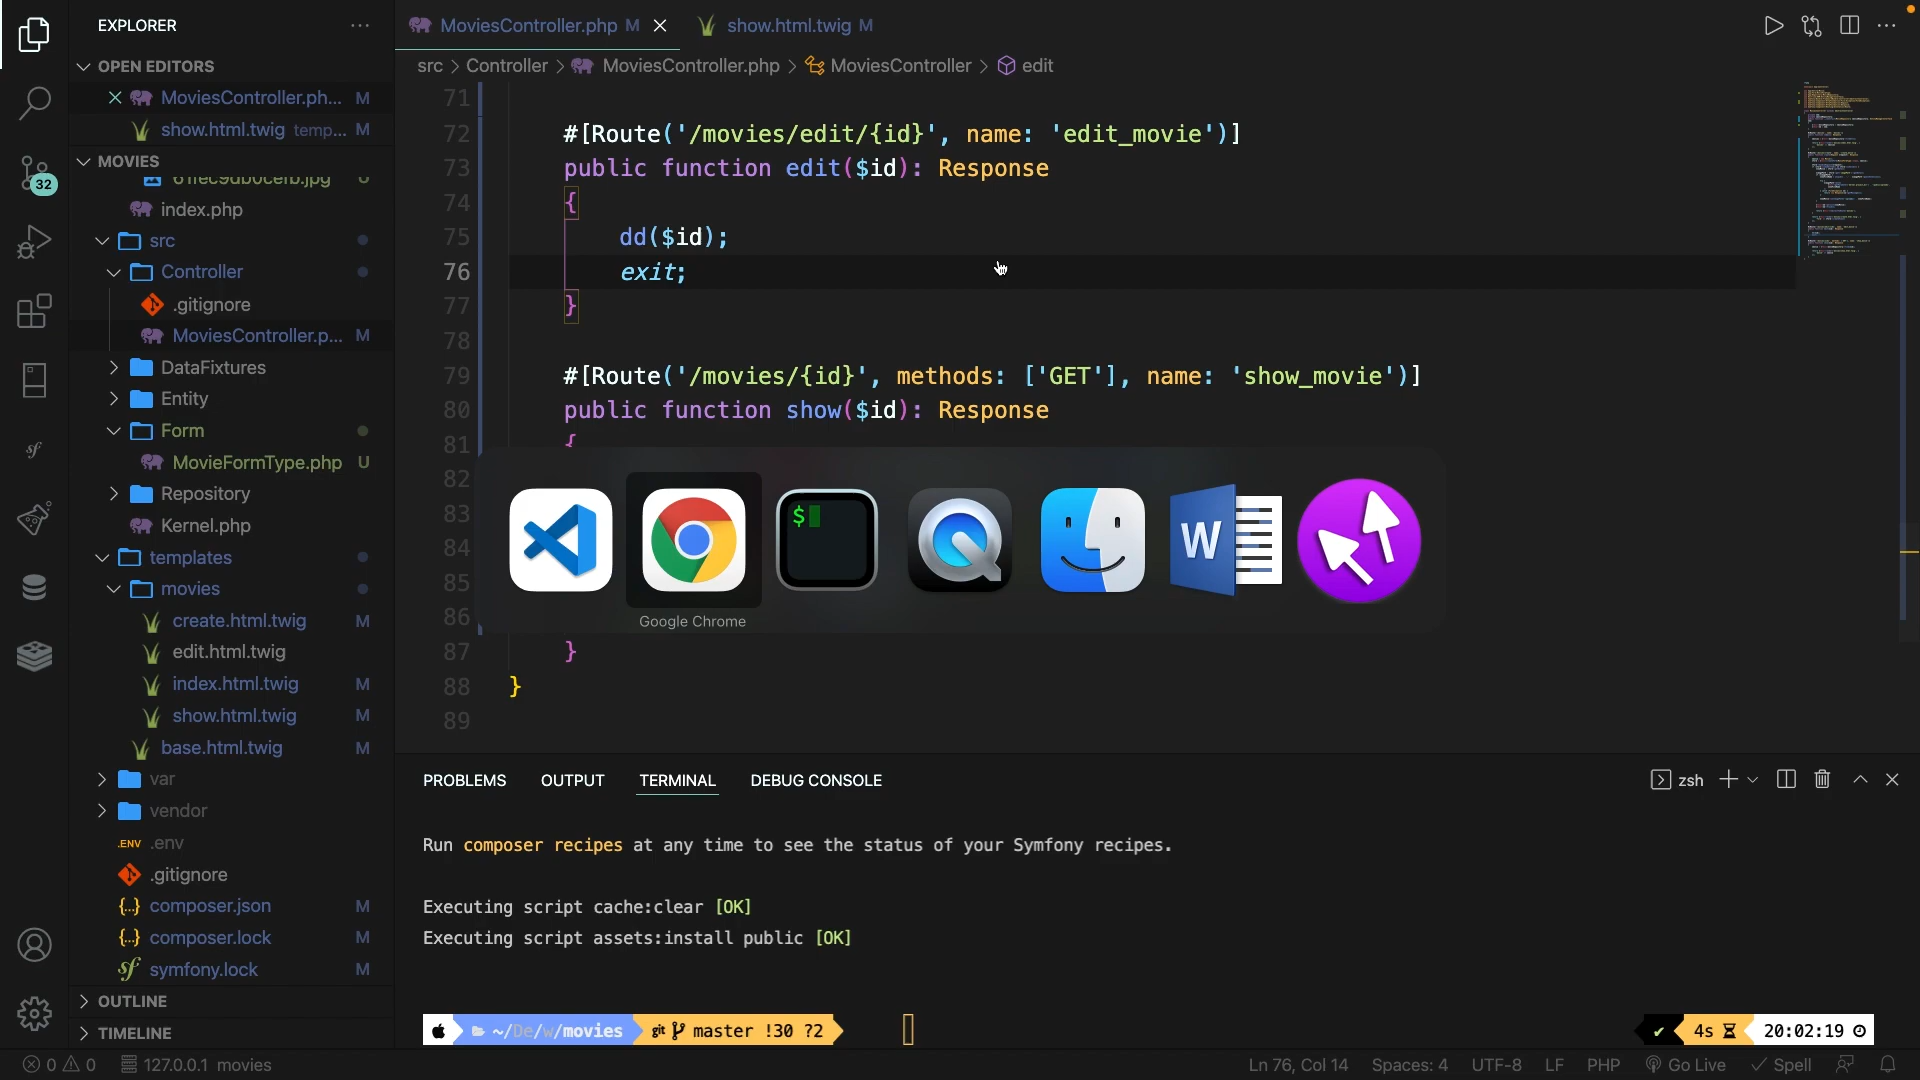 EXPLORER
MoviesController.php M
show.html.twig M
OPEN EDITORS
src > Controller > MoviesController.php > MoviesController > edit
MoviesController.ph... M
show.html.twig temp... M
MOVIES
index.php
src
Controller
.gitignore
MoviesController.p... M
DataFixtures
Entity
Form
MovieFormType.php U
Repository
Kernel.php
templates
movies
create.html.twig M
edit.html.twig
index.html.twig M
show.html.twig M
base.html.twig M
var
vendor
.ENV .env
.gitignore
{..} composer.json M
{..} composer.lock M
sf symfony.lock M
OUTLINE
TIMELINE
32
71
72 #[Route('/movies/edit/{id}', name: 'edit_movie')]
73 public function edit($id): Response
74 {
75 dd($id);
76 exit;
77 }
78
79 #[Route('/movies/{id}', methods: ['GET'], name: 'show_movie')]
80 public function show($id): Response
81 {
82
83
84
85
86
87 }
88 }
89
$
W
Google Chrome
PROBLEMS OUTPUT TERMINAL DEBUG CONSOLE
zsh
Run composer recipes at any time to see the status of your Symfony recipes.
Executing script cache:clear [OK]
Executing script assets:install public [OK]
~/De/w/movies git master !30 ?2
4s 20:02:19
0 0 127.0.0.1 movies
Ln 76, Col 14 Spaces: 4 UTF-8 LF PHP Go Live Spell